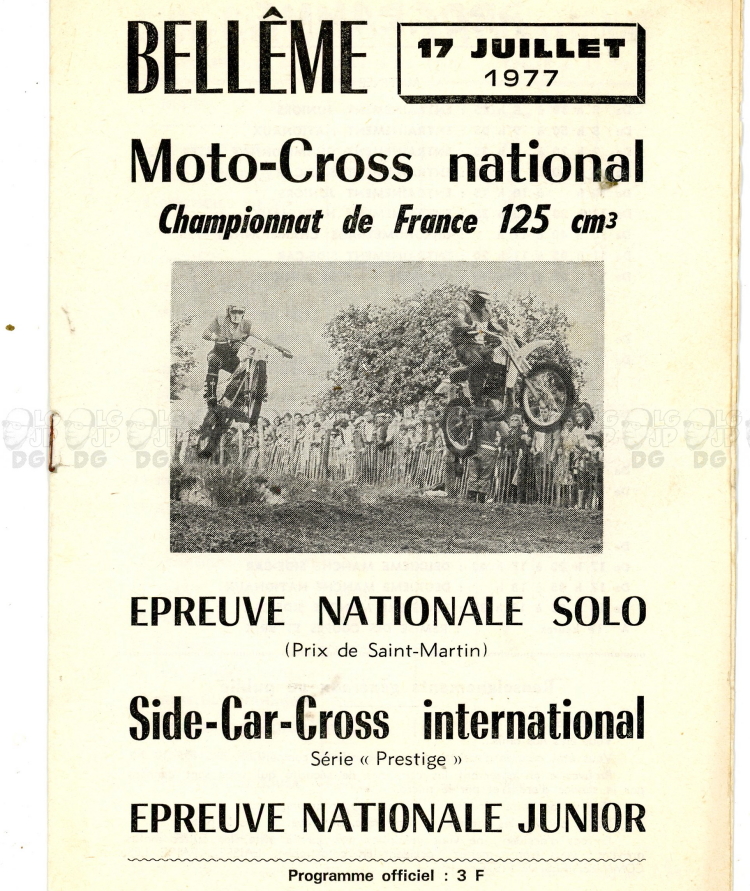 BELLÊME
17 JUILLET
1977
Moto-Cross national
Championnat de France 125 cm3
EPREUVE NATIONALE SOLO
(Prix de Saint-Martin)
Side-Car-Cross international
Série « Prestige »
EPREUVE NATIONALE JUNIOR
Programme officiel : 3 F